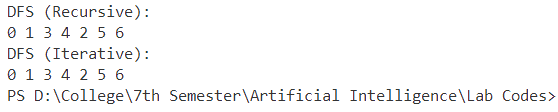 DFS (Recursive):
0 1 3 4 2 5 6
DFS (Iterative):
0 1 3 4 2 5 6
PS D:\College\7th Semester\Artificial Intelligence\Lab Codes>